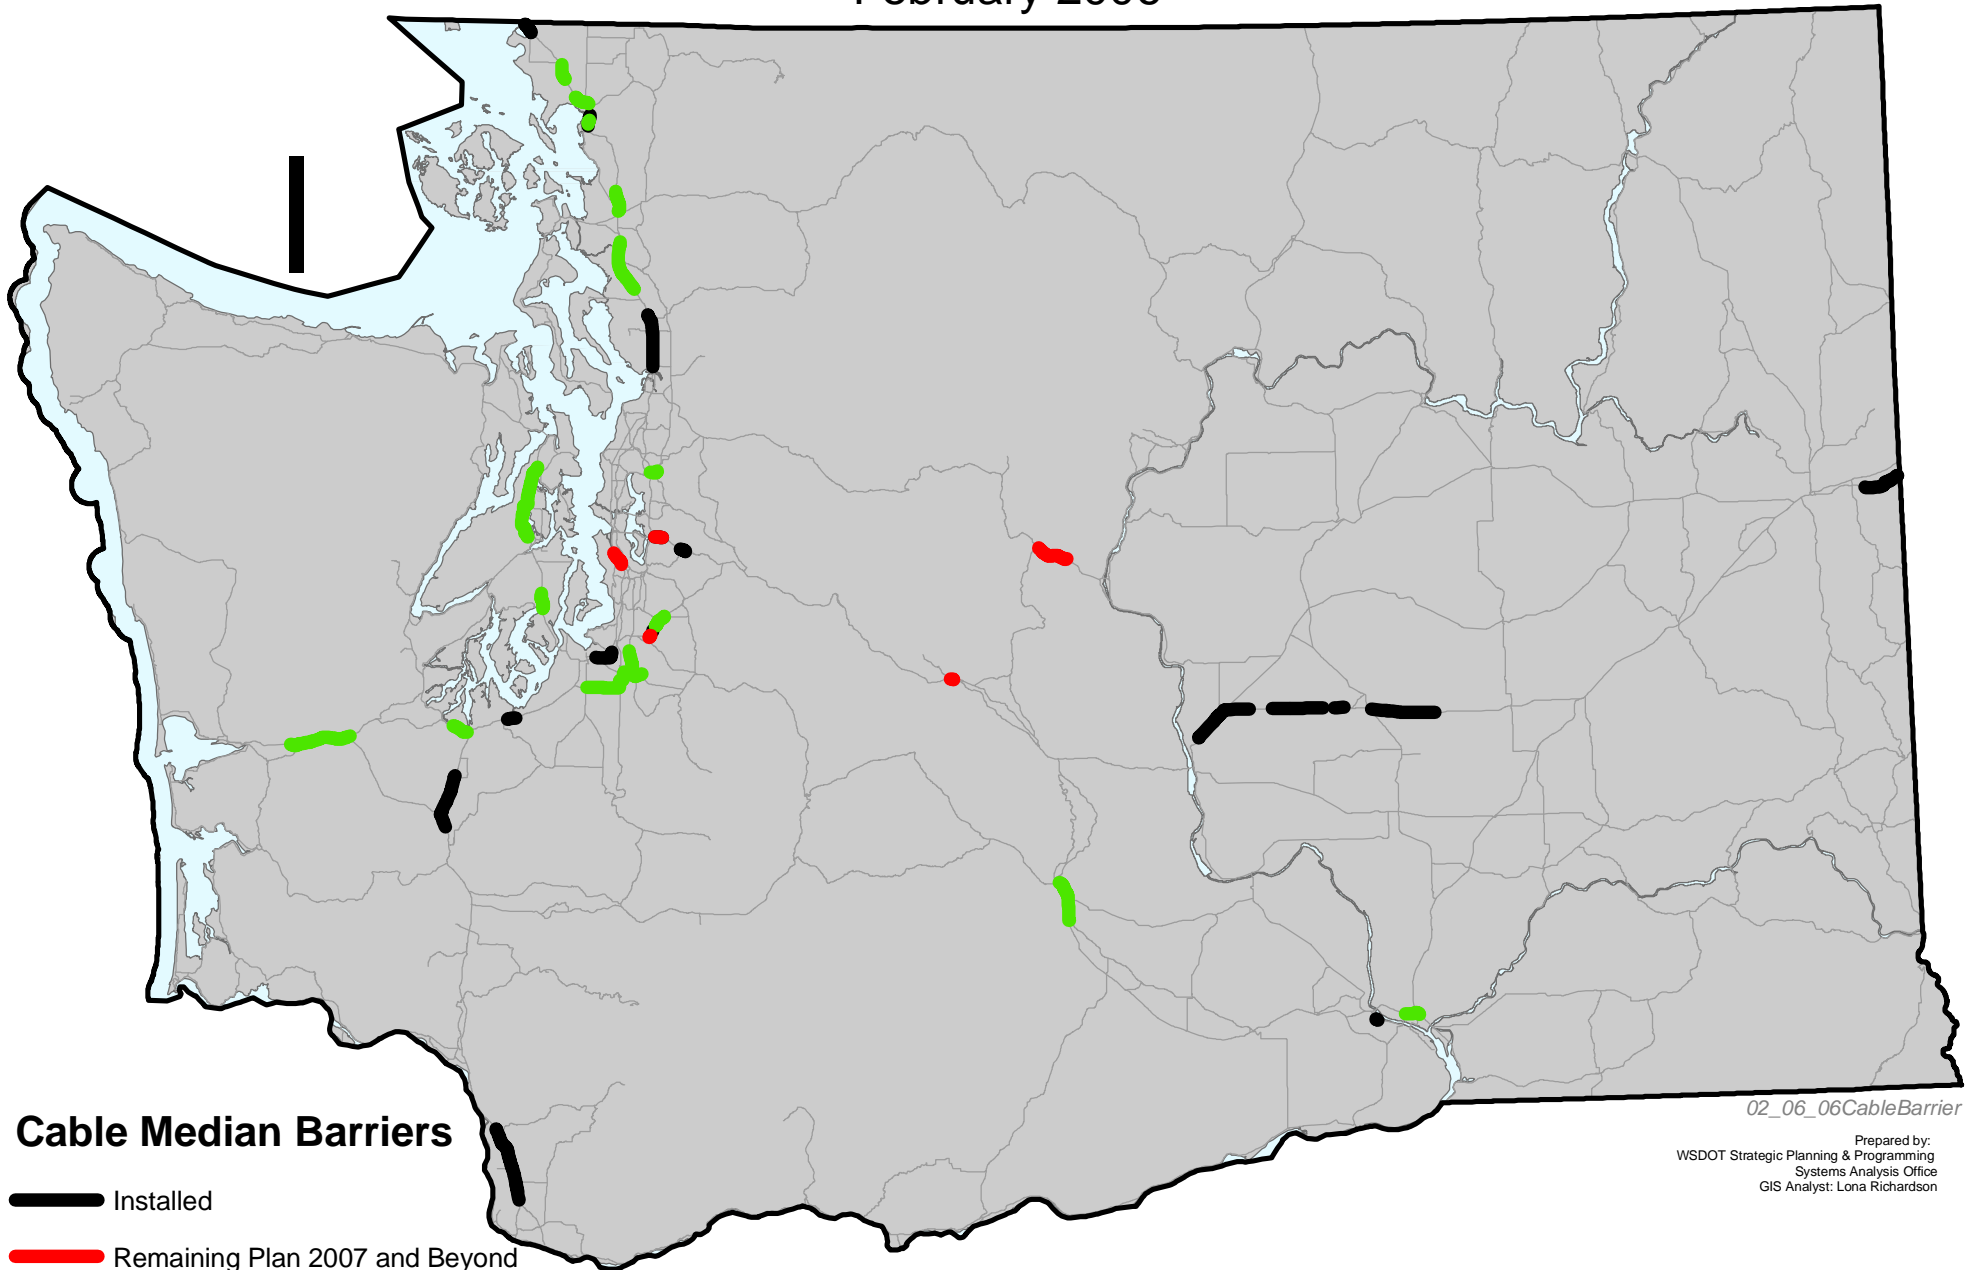 Cable Median Barriers
Installed
Remaining Plan 2007 and Beyond
02_06_06CableBarrier
Prepared by:
WSDOT Strategic Planning & Programming
Systems Analysis Office
GIS Analyst: Lona Richardson